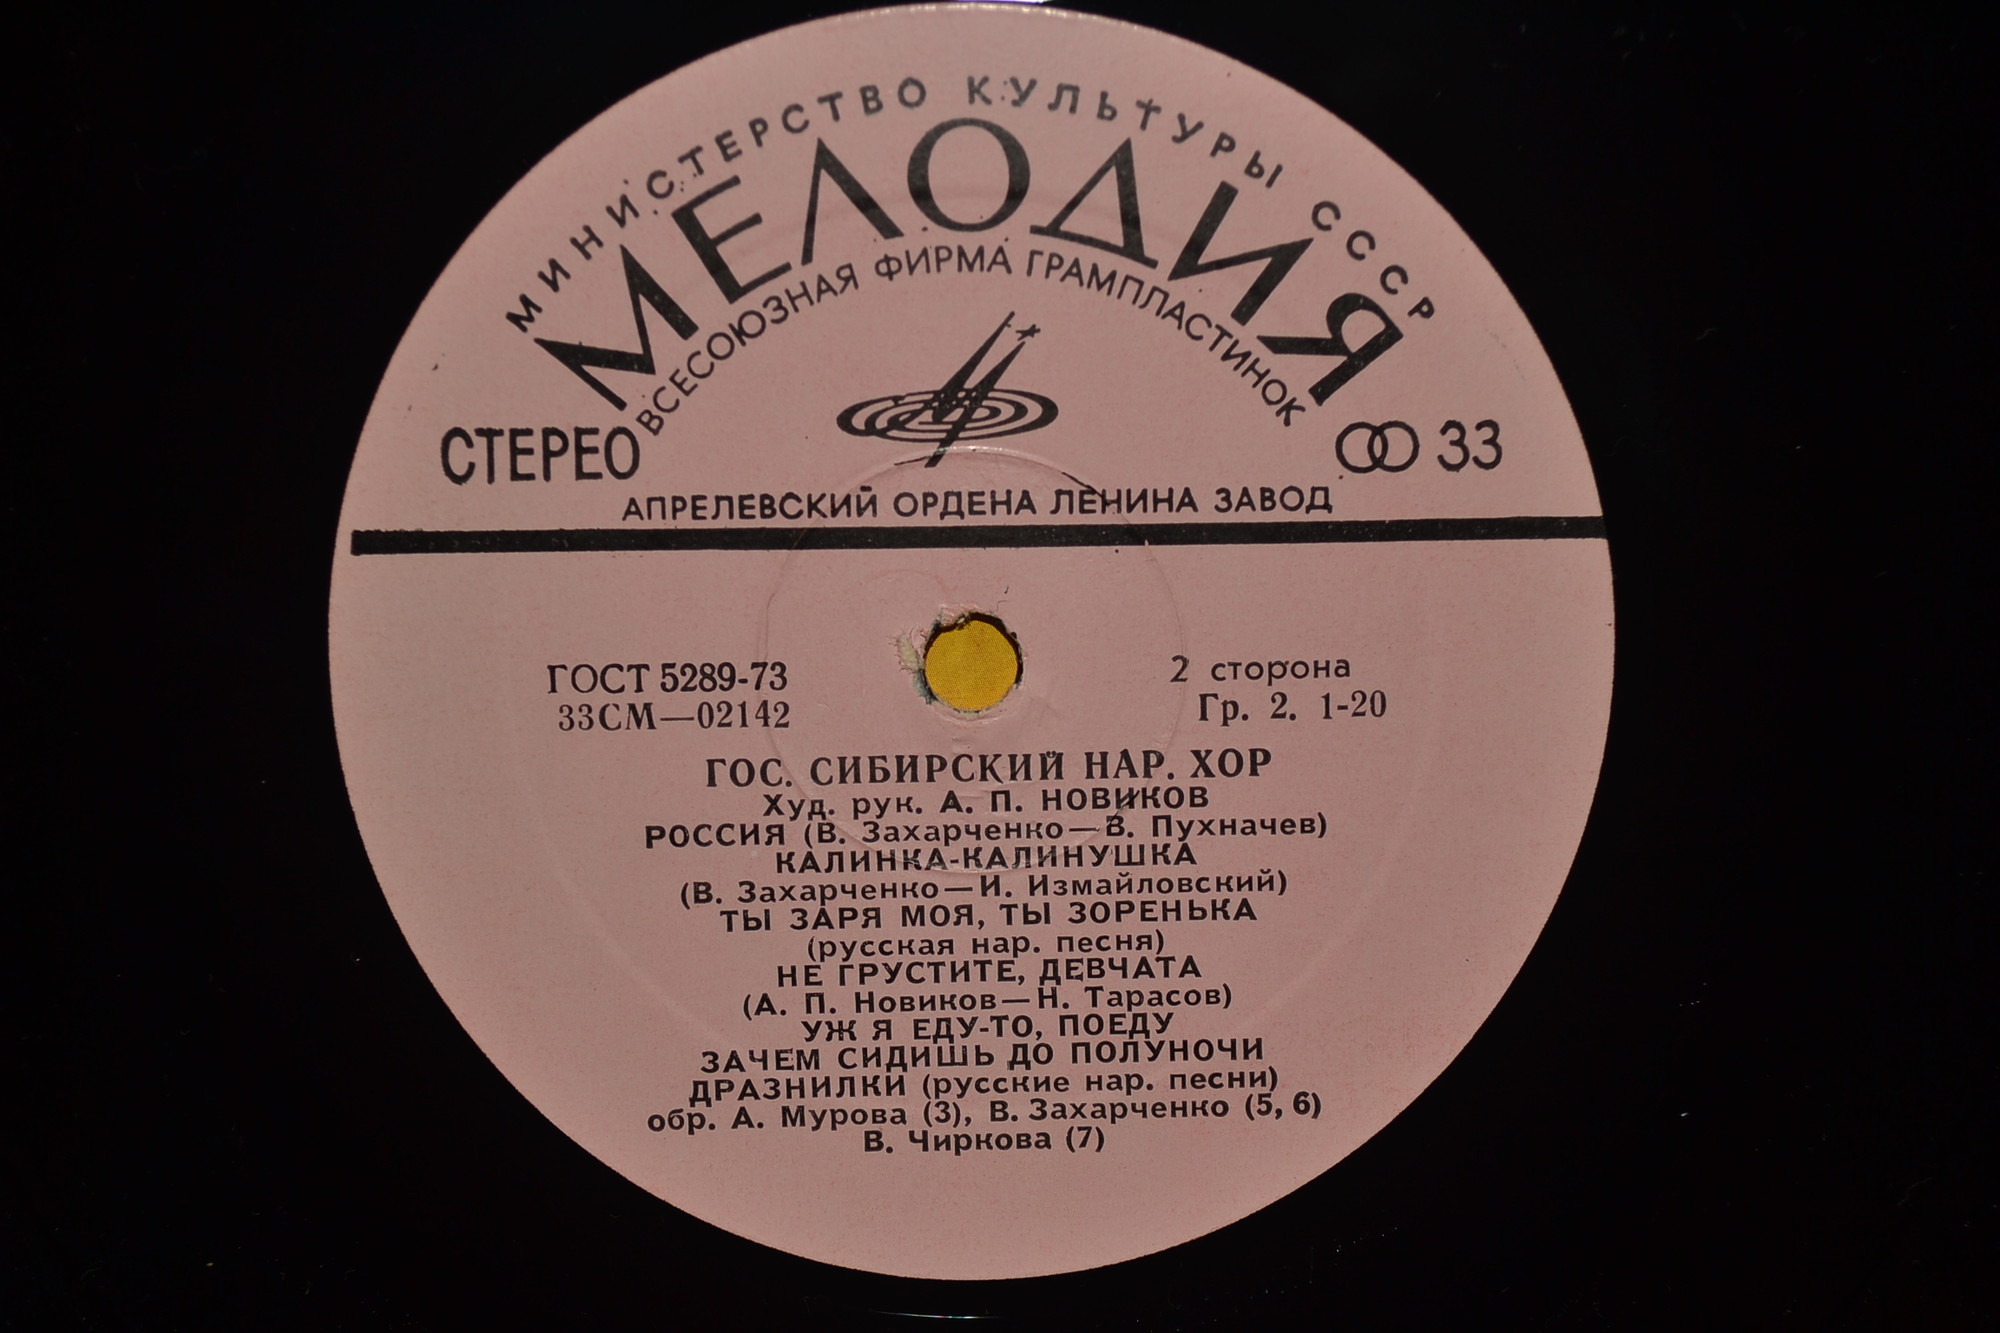 МИНИСТЕРСТВО КУЛЬТУРЫ СССР
МЕЛОДИЯ
ВСЕСОЮЗНАЯ ФИРМА ГРАМПЛАСТИНОК
СТЕРЕО
33
АПРЕЛЕВСКИЙ ОРДЕНА ЛЕНИНА ЗАВОД
ГОСТ 5289-73
33СМ—02142
2 сторона
Гр. 2. 1-20
ГОС. СИБИРСКИЙ НАР. ХОР
Худ. рук. А. П. НОВИКОВ
РОССИЯ (В. Захарченко—В. Пухначев)
КАЛИНКА-КАЛИНУШКА
(В. Захарченко—И. Измайловский)
ТЫ ЗАРЯ МОЯ, ТЫ ЗОРЕНЬКА
(русская нар. песня)
НЕ ГРУСТИТЕ, ДЕВЧАТА
(А. П. Новиков—Н. Тарасов)
УЖ Я ЕДУ-ТО, ПОЕДУ
ЗАЧЕМ СИДИШЬ ДО ПОЛУНОЧИ
ДРАЗНИЛКИ (русские нар. песни)
обр. А. Мурова (3), В. Захарченко (5, 6)
В. Чиркова (7)